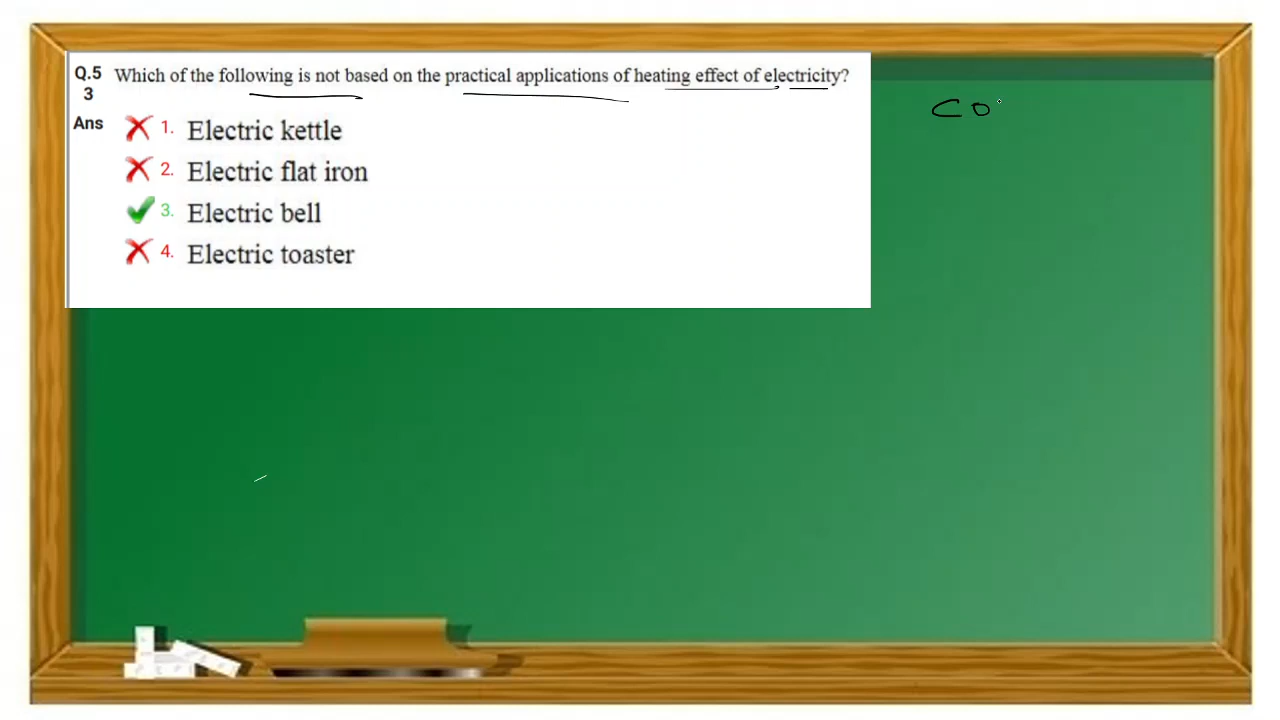 Q.5 Which of the following is not based on the practical applications of heating effect of electricity?
3
Ans 1. Electric kettle
2. Electric flat iron
3. Electric bell
4. Electric toaster
co